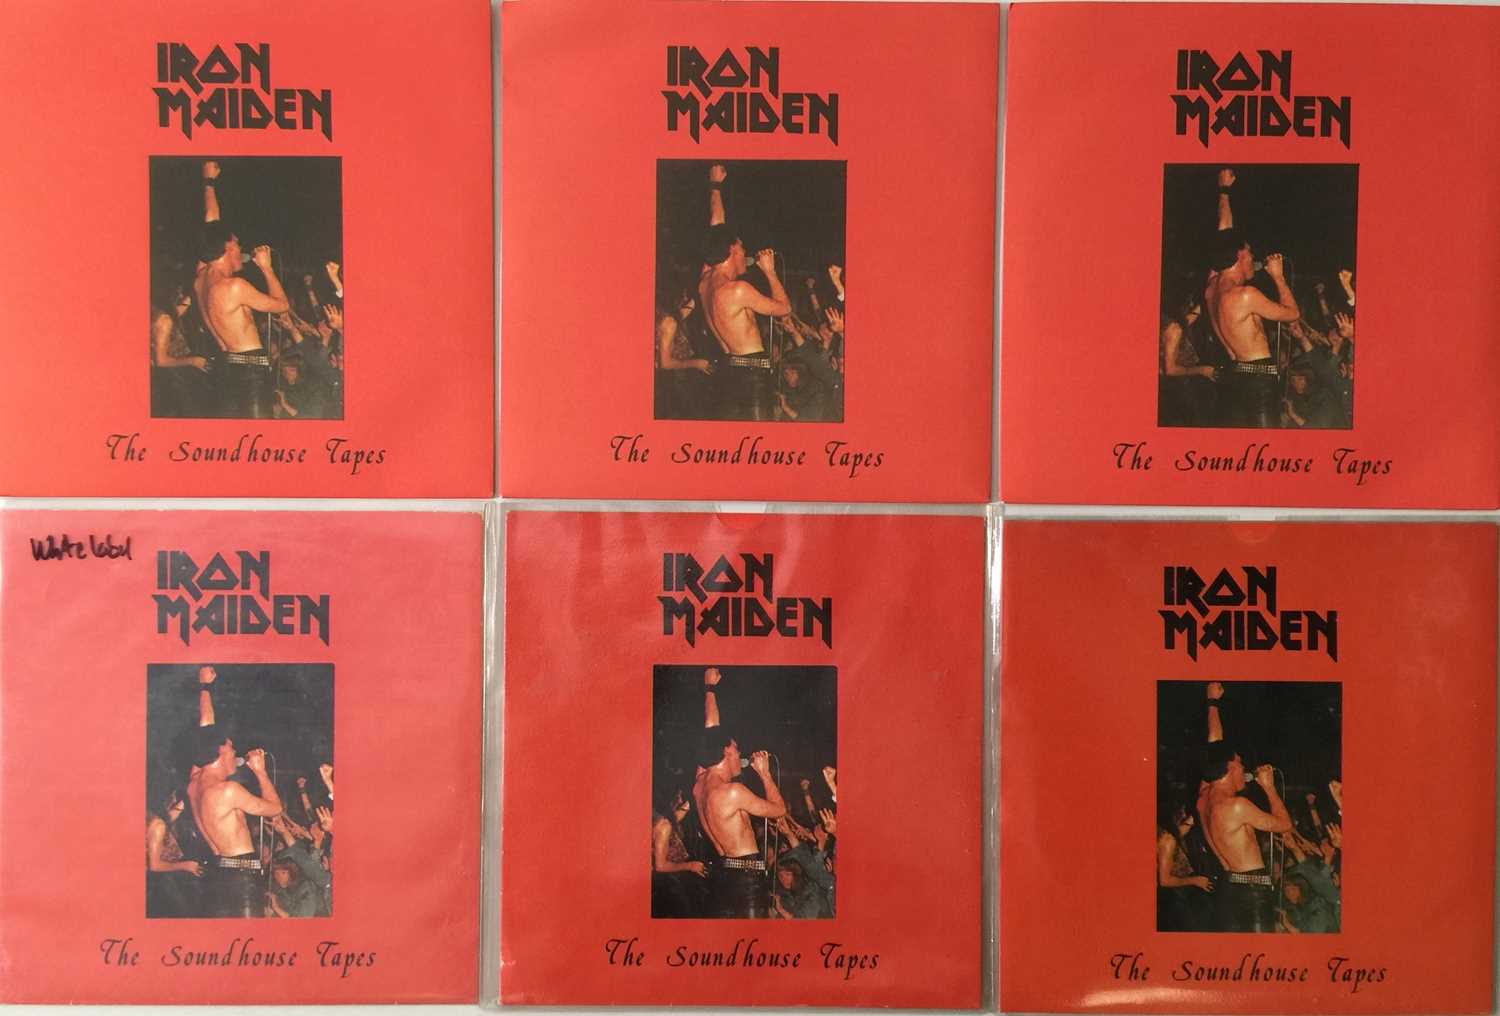 IRON
MAIDEN
The Soundhouse Tapes
IRON
MAIDEN
The Soundhouse Tapes
IRON
MAIDEN
The Soundhouse Tapes
White label
IRON
MAIDEN
The Soundhouse Tapes
IRON
MAIDEN
The Soundhouse Tapes
IRON
MAIDEN
The Soundhouse Tapes